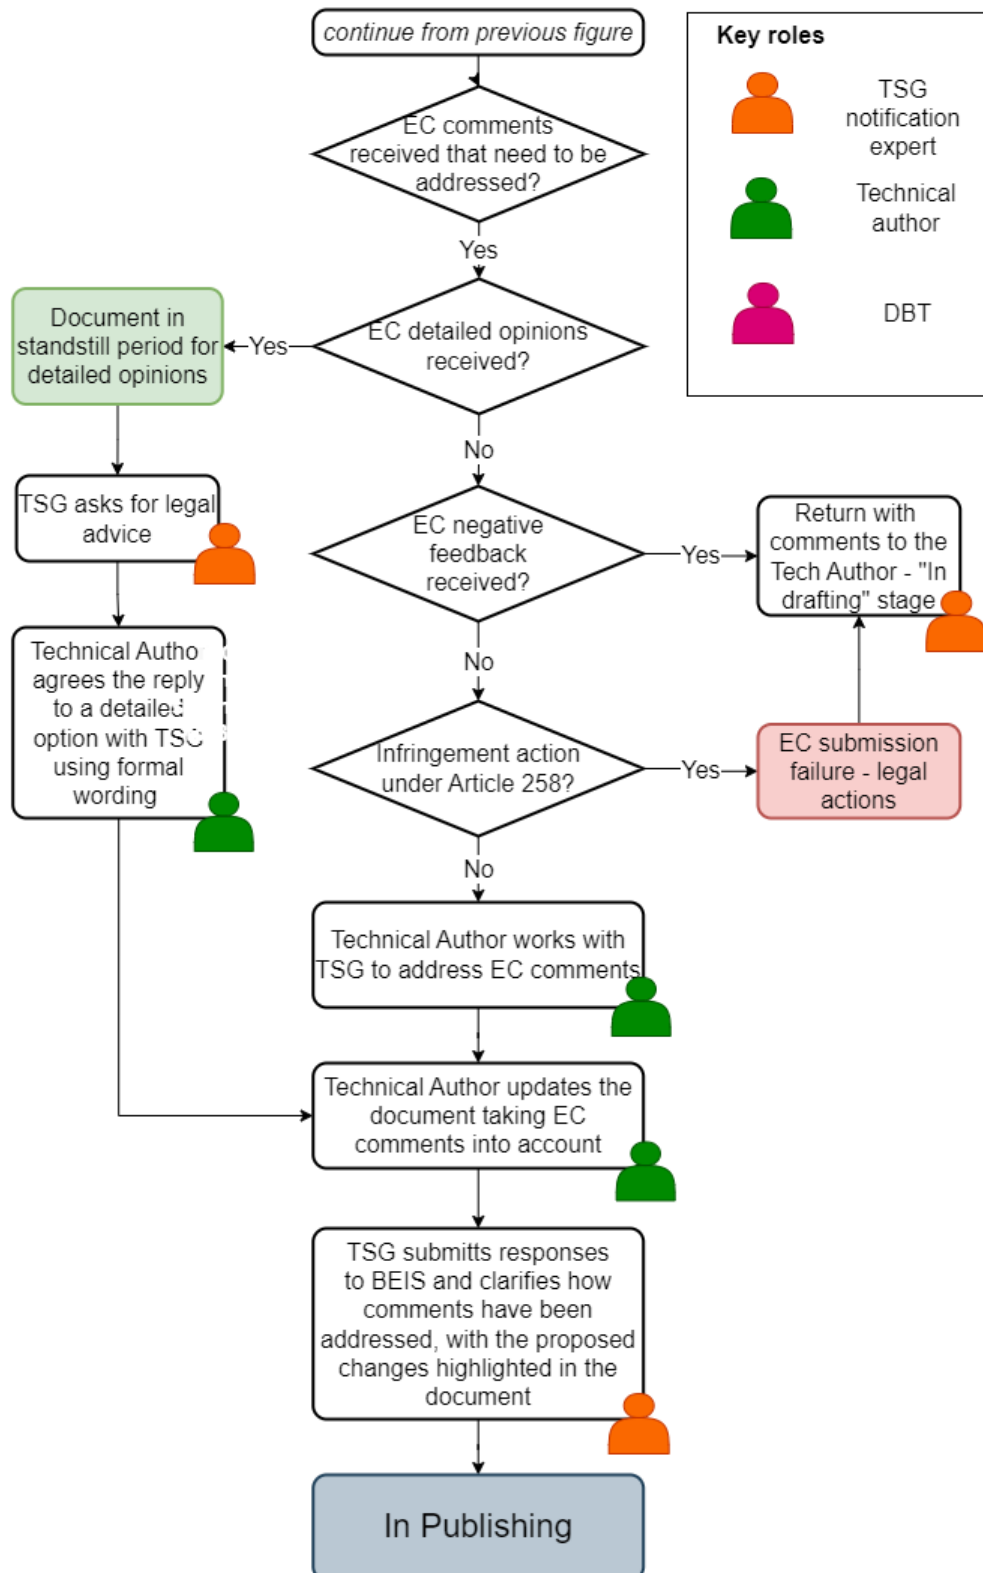 continue from previous figure
EC comments
received that need to be
addressed?
Yes
EC detailed opinions
received?
Yes
Document in
standstill period for
detailed opinions
TSG asks for legal
advice
Technical Author
agrees the reply
to a detailed
option with TSG
using formal
wording
No
EC negative
feedback
received?
Yes
Return with
comments to the
Tech Author - "In
drafting" stage
No
Infringement action
under Article 258?
Yes
EC submission
failure - legal
actions
No
Technical Author works with
TSG to address EC comments
Technical Author updates the
document taking EC
comments into account
TSG submitts responses
to BEIS and clarifies how
comments have been
addressed, with the proposed
changes highlighted in the
document
In Publishing
Key roles
TSG
notification
expert
Technical
author
DBT